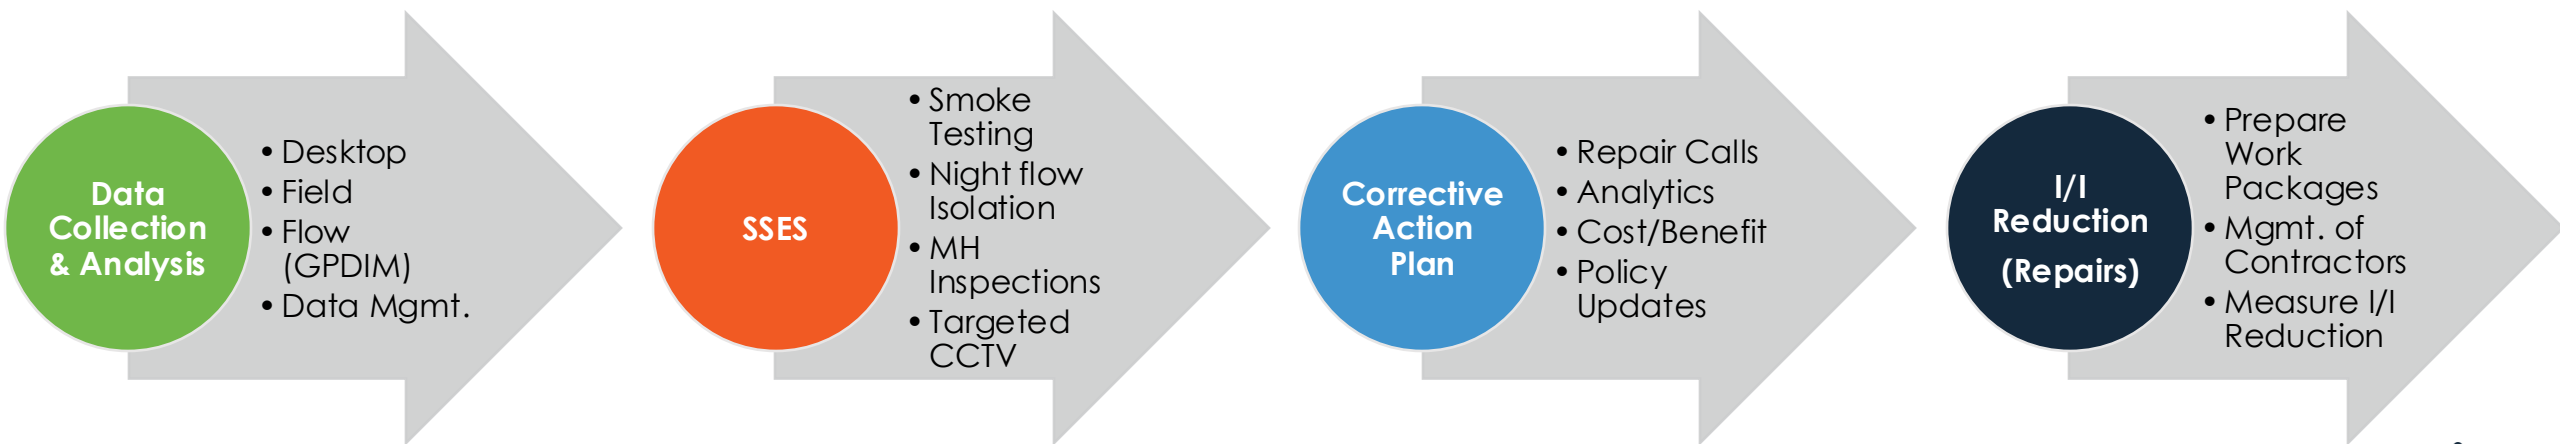 Data
Collection
& Analysis
• Desktop
• Field
• Flow
(GPDIM)
• Data Mgmt.
SSES
• Smoke
Testing
• Night flow
Isolation
• MH
Inspections
• Targeted
CCTV
Corrective
Action
Plan
• Repair Calls
• Analytics
• Cost/Benefit
• Policy
Updates
I/I
Reduction
(Repairs)
• Prepare
Work
Packages
• Mgmt. of
Contractors
• Measure I/I
Reduction